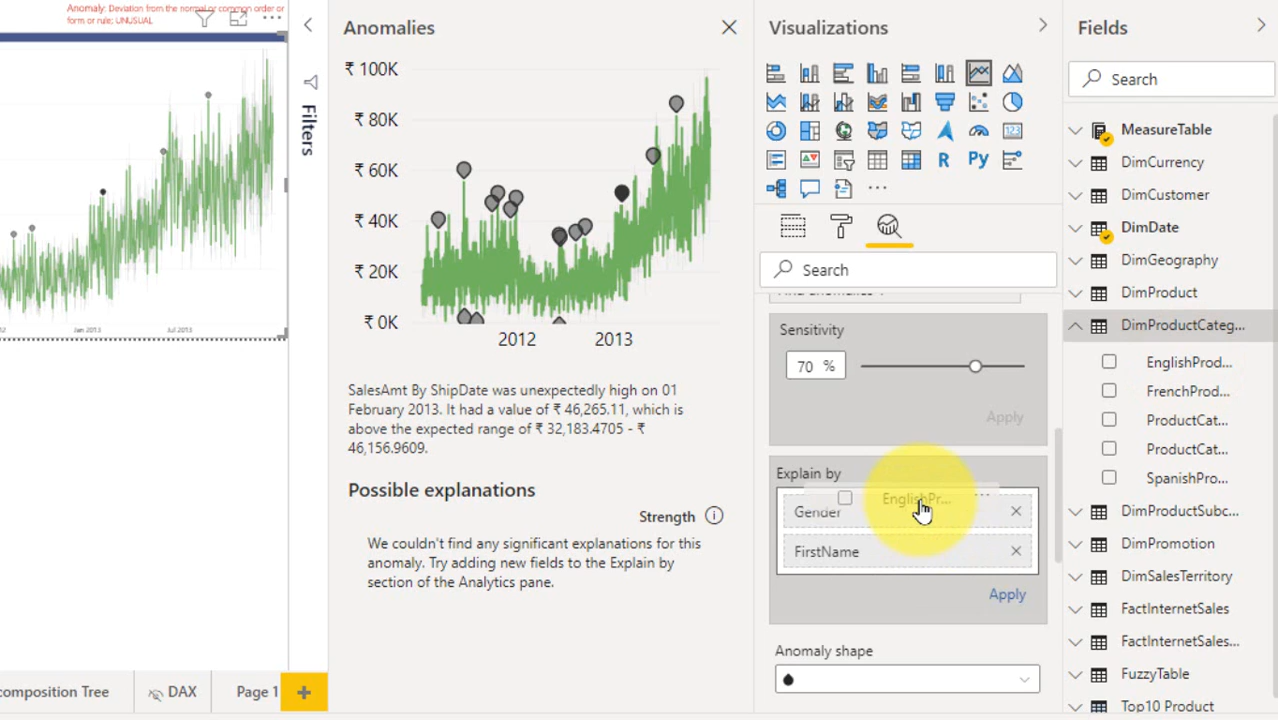 Anomaly: Deviation from the normal or common order or
form or rule; UNUSUAL
Jan 2013
Jul 2013
Filters
Anomalies
₹ 100K
₹ 80K
₹ 60K
₹ 40K
₹ 20K
₹ 0K
2012
2013
SalesAmt By ShipDate was unexpectedly high on 01
February 2013. It had a value of ₹ 46,265.11, which is
above the expected range of ₹ 32,183.4705 - ₹
46,156.9609.
Possible explanations
Strength
We couldn't find any significant explanations for this
anomaly. Try adding new fields to the Explain by
section of the Analytics pane.
Visualizations
R
Py
123
Search
Sensitivity
70 %
Apply
Explain by
EnglishPr...
Gender
FirstName
Apply
Anomaly shape
Fields
Search
MeasureTable
DimCurrency
DimCustomer
DimDate
DimGeography
DimProduct
DimProductCateg...
EnglishProd...
FrenchProd...
ProductCat...
ProductCat...
SpanishPro...
DimProductSubc...
DimPromotion
DimSalesTerritory
FactInternetSales
FactInternetSales...
FuzzyTable
Top10 Product
composition Tree
DAX
Page 1